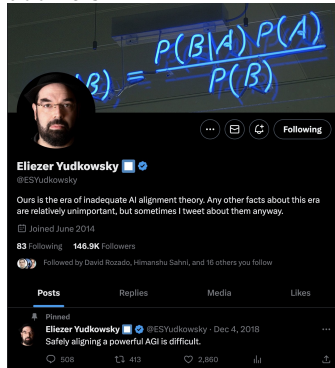 P(B|A) P(A)
B) =
P(B)
Following
Eliezer Yudkowsky
@ESYudkowsky
Ours is the era of inadequate AI alignment theory. Any other facts about this era
are relatively unimportant, but sometimes I tweet about them anyway.
Joined June 2014
83 Following 146.9K Followers
Followed by David Rozado, Himanshu Sahni, and 16 others you follow
Posts Replies Media Likes
Pinned
Eliezer Yudkowsky @ESYudkowsky · Dec 4, 2018
Safely aligning a powerful AGI is difficult.
508 413 2,860